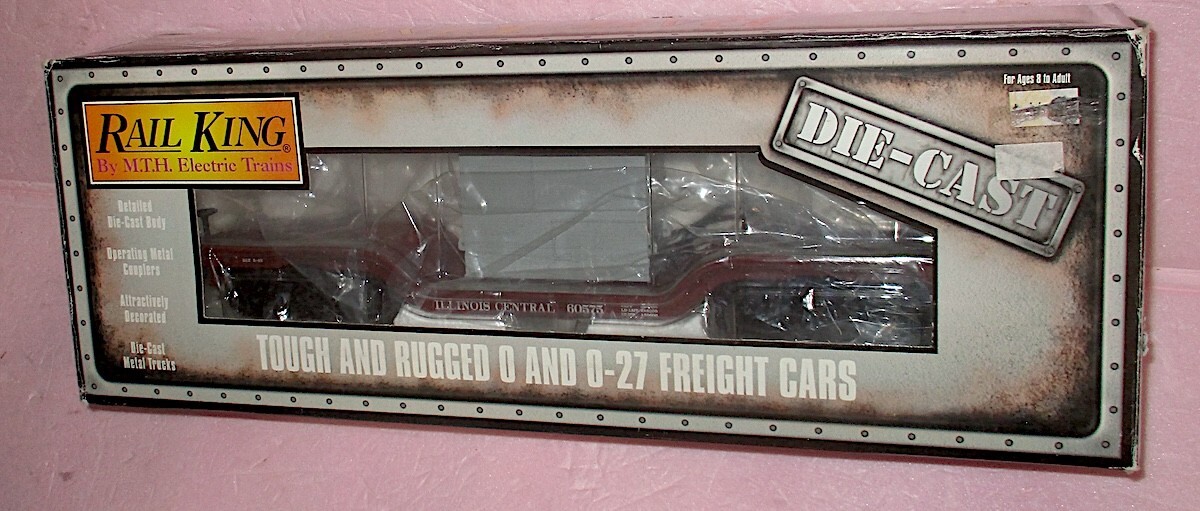 For Ages 8 to Adult
RAIL KING®
By M.T.H. Electric Trains
DIE-CAST
Detailed
Die-Cast Body
Operating Metal
Couplers
Attractively
Decorated
Die-Cast
Metal Trucks
ILLINOIS CENTRAL 60575
TOUGH AND RUGGED O AND O-27 FREIGHT CARS